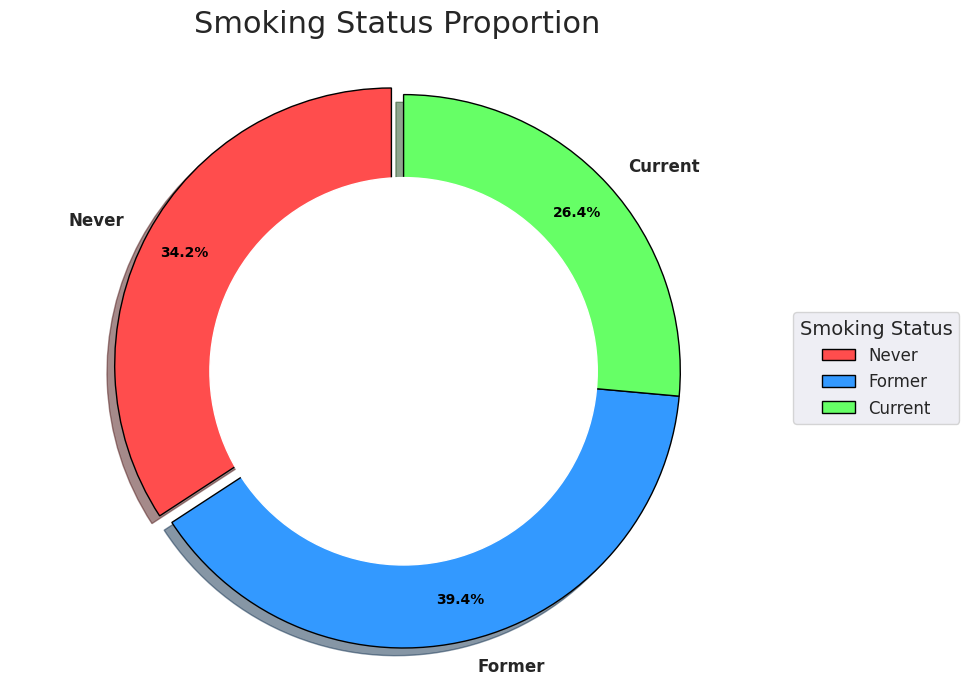 Smoking Status Proportion
Current
26.4%
Never
34.2%
Smoking Status
Never
Former
Current
39.4%
Former